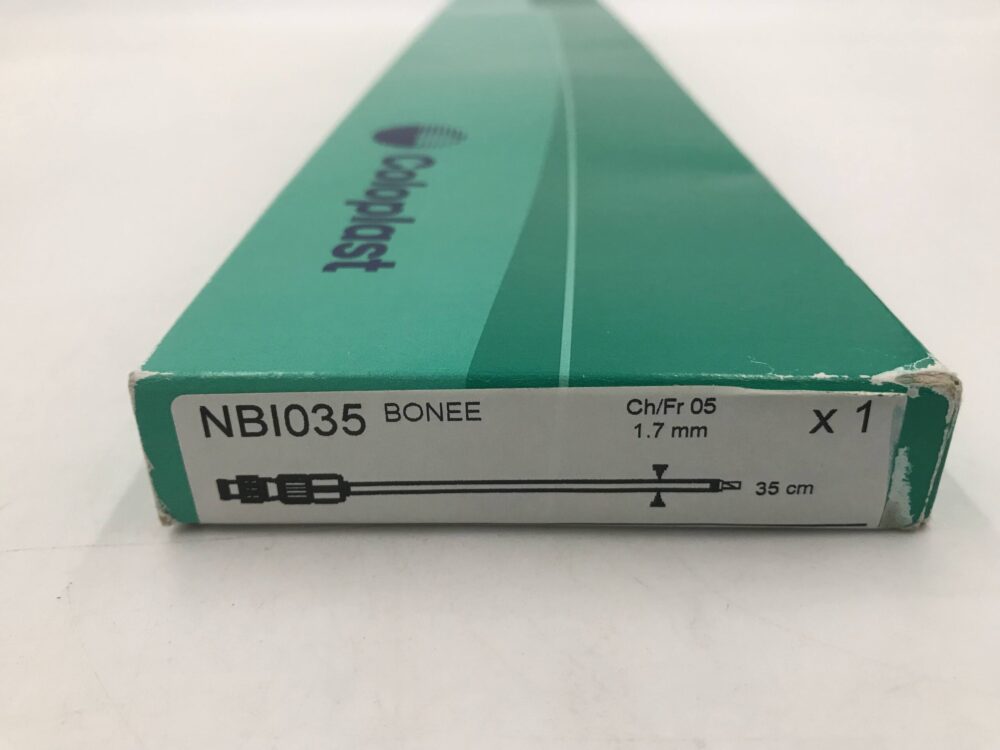 Coloplast
NBI035 BONEE
Ch/Fr 05
1.7 mm
x 1
35 cm